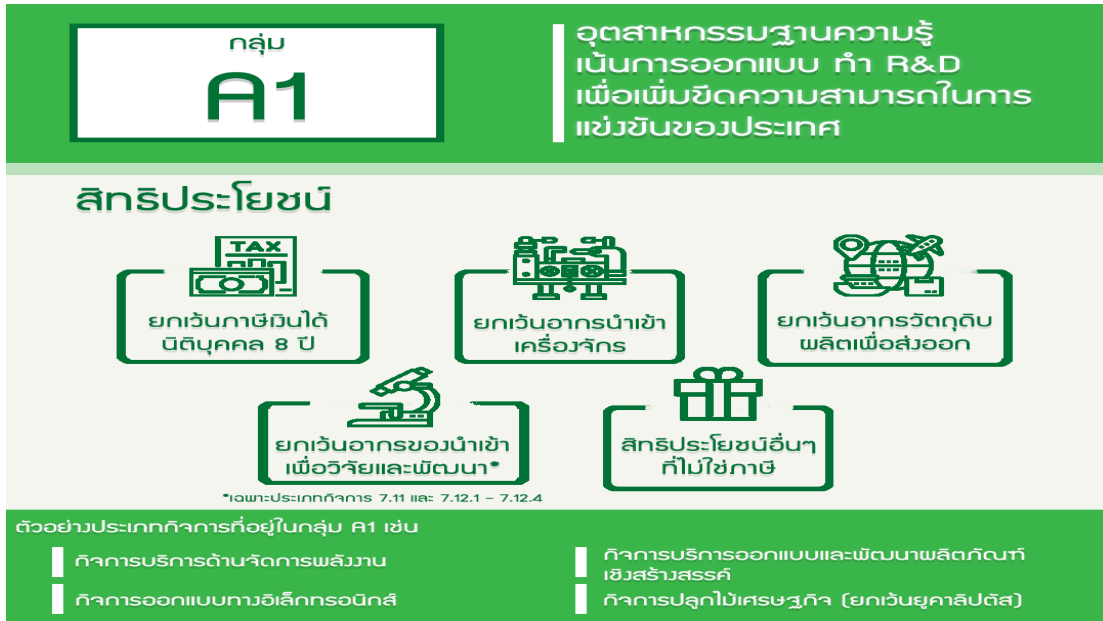 กลุ่ม
A1
อุตสาหกรรมฐานความรู้
เน้นการออกแบบ ทำ R&D
เพื่อเพิ่มขีดความสามารถในการ
แข่งขันของประเทศ
สิทธิประโยชน์
TAX
ยกเว้นภาษีเงินได้
นิติบุคคล 8 ปี
ยกเว้นอากรนำเข้า
เครื่องจักร
ยกเว้นอากรวัตถุดิบ
ผลิตเพื่อส่งออก
ยกเว้นอากรของนำเข้า
เพื่อวิจัยและพัฒนา*
สิทธิประโยชน์อื่นๆ
ที่ไม่ใช่ภาษี
*เฉพาะประเภทกิจการ 7.11 และ 7.12.1 - 7.12.4
ตัวอย่างประเภทกิจการที่อยู่ในกลุ่ม A1 เช่น
กิจการบริการด้านจัดการพลังงาน
กิจการออกแบบทางอิเล็กทรอนิกส์
กิจการบริการออกแบบและพัฒนาผลิตภัณฑ์
เชิงสร้างสรรค์
กิจการปลูกไม้เศรษฐกิจ (ยกเว้นยูคาลิปตัส)